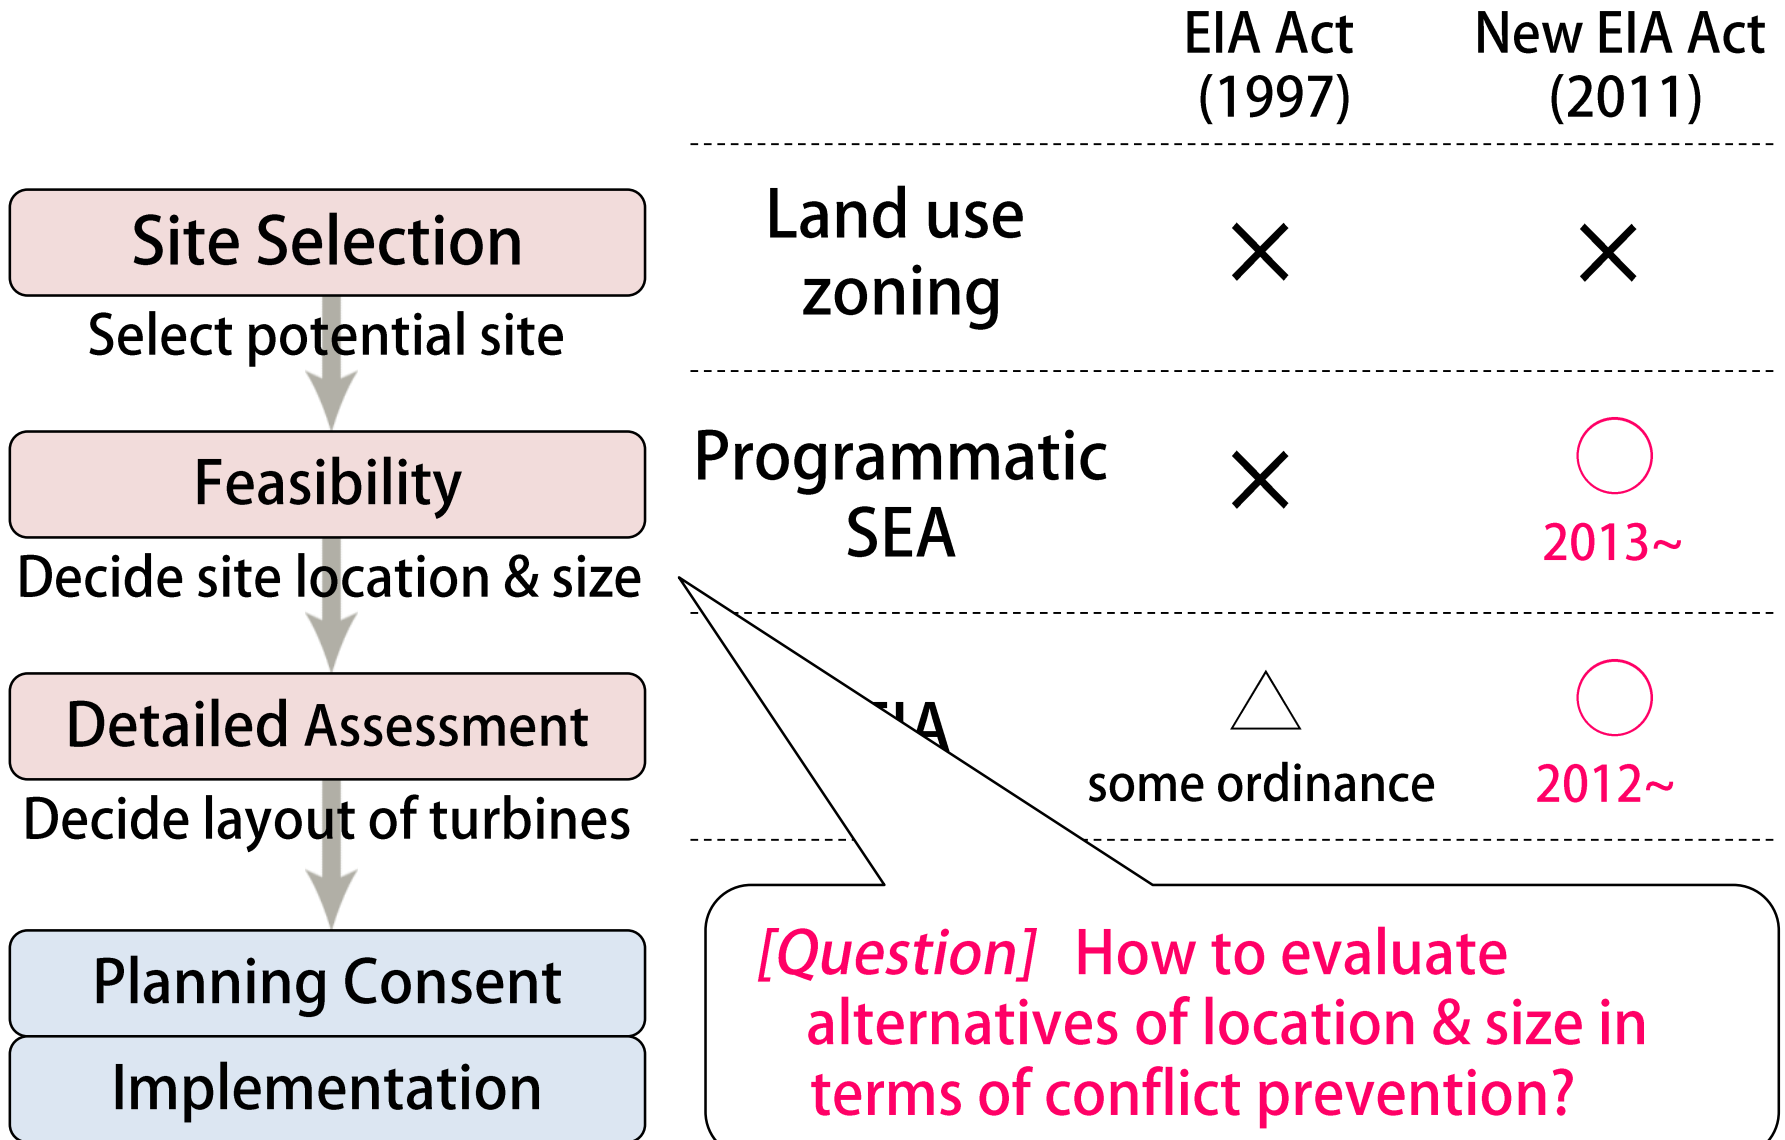 EIA Act
(1997)
New EIA Act
(2011)
Site Selection
Select potential site
Land use
zoning
Feasibility
Decide site location & size
Programmatic
SEA
2013~
Detailed Assessment
Decide layout of turbines
some ordinance
2012~
Planning Consent
Implementation
[Question] How to evaluate
alternatives of location & size in
terms of conflict prevention?